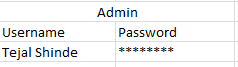 Admin
Username Password
Tejal Shinde ********